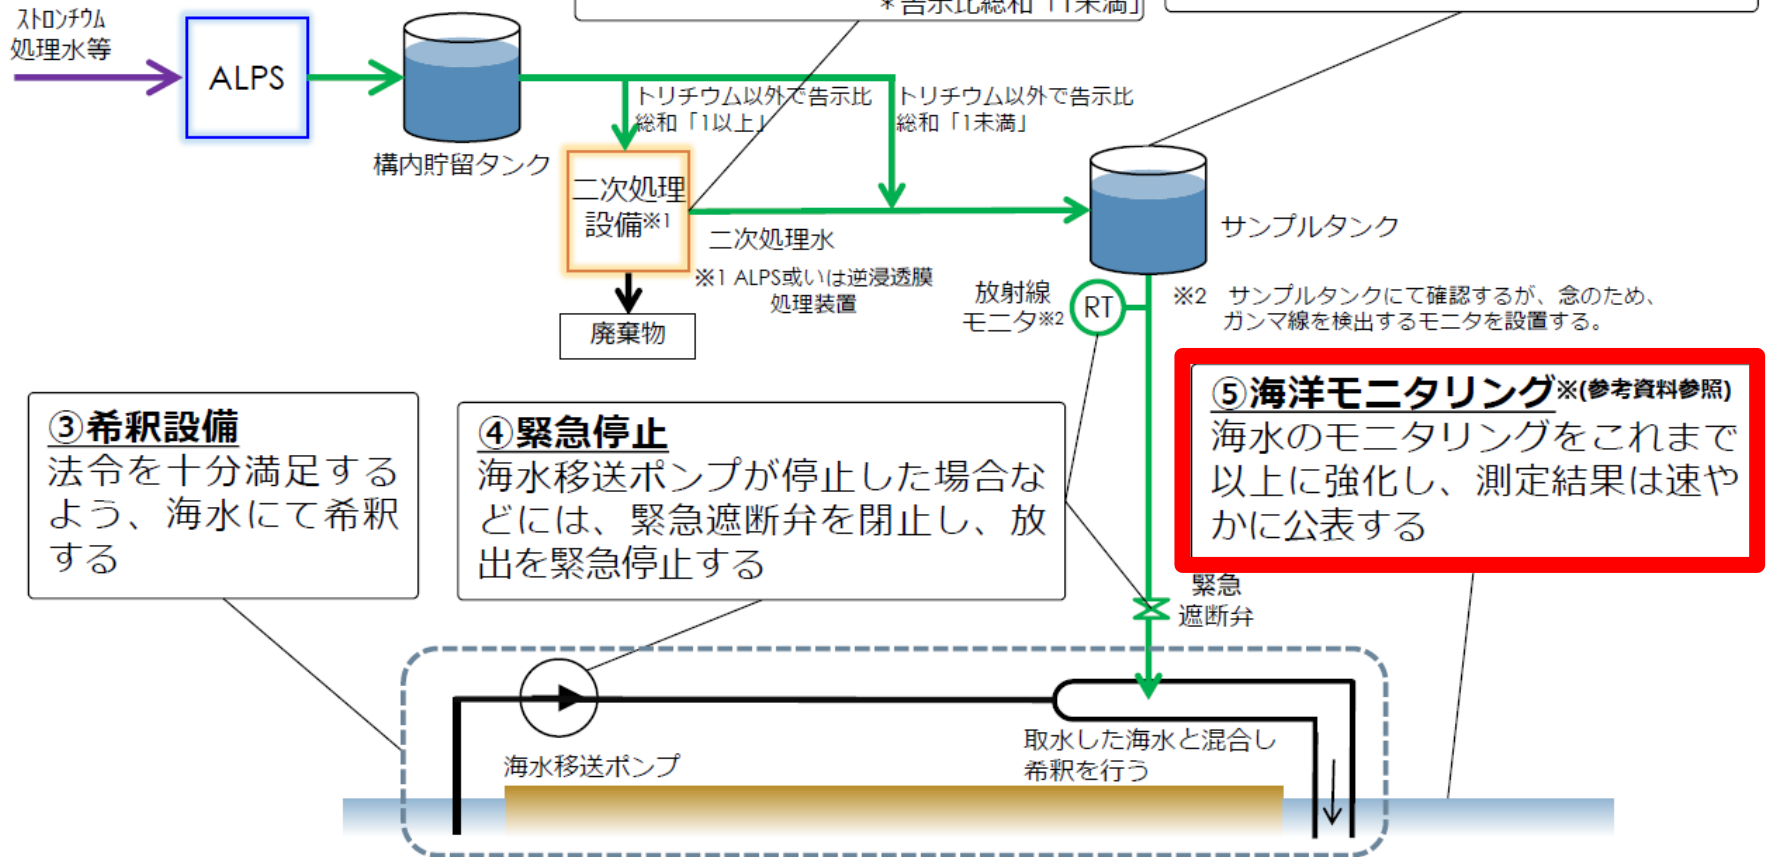 ＊告示比総和「1未満」
ｽﾄﾛﾝﾁｳﾑ
処理水等
ALPS
構内貯留タンク
トリチウム以外で告示比
総和「1以上」
トリチウム以外で告示比
総和「1未満」
二次処理
設備※1
二次処理水
※1 ALPS或いは逆浸透膜
処理装置
廃棄物
サンプルタンク
放射線
モニタ※2
RT
※2　サンプルタンクにて確認するが、念のため、
ガンマ線を検出するモニタを設置する。
③希釈設備
法令を十分満足する
よう、海水にて希釈
する
④緊急停止
海水移送ポンプが停止した場合な
どには、緊急遮断弁を閉止し、放
出を緊急停止する
⑤海洋モニタリング※(参考資料参照)
海水のモニタリングをこれまで
以上に強化し、測定結果は速や
かに公表する
緊急
遮断弁
海水移送ポンプ
取水した海水と混合し
希釈を行う